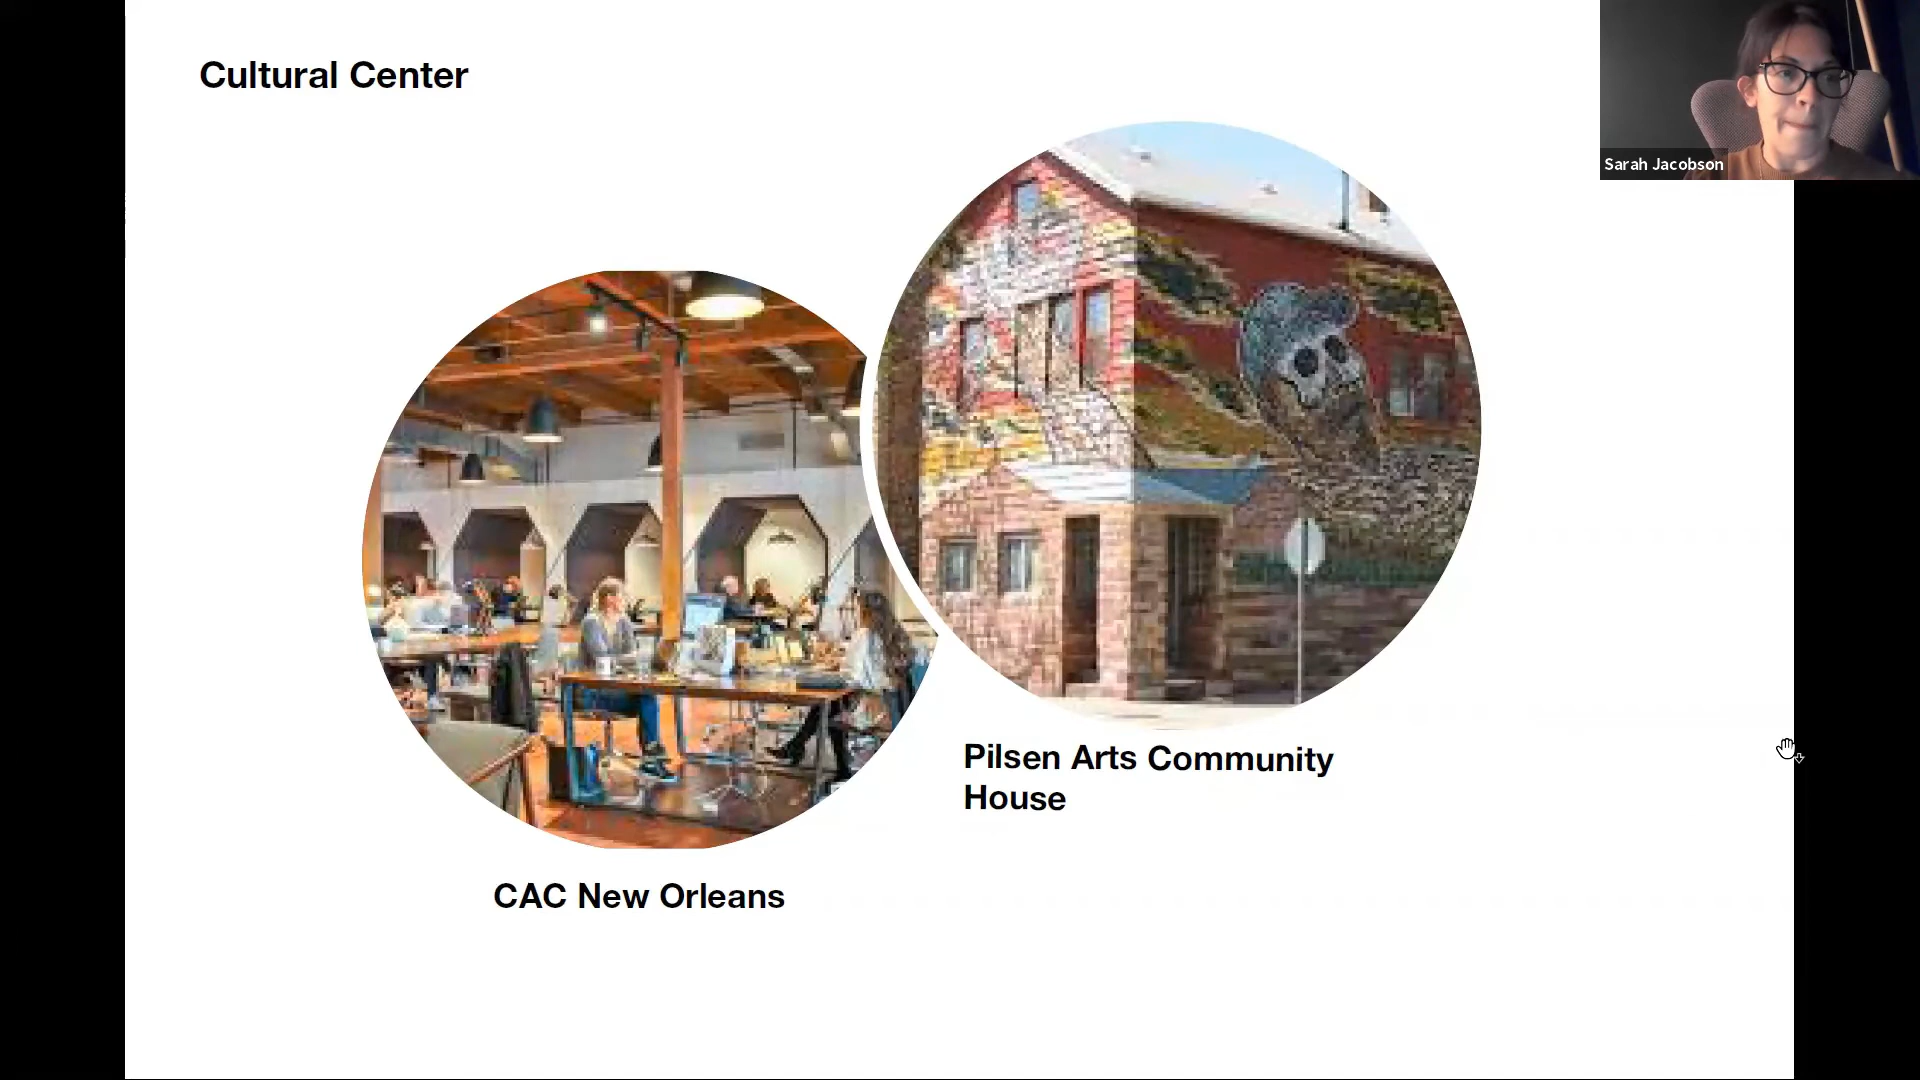 Cultural Center
Sarah Jacobson
Pilsen Arts Community
House
CAC New Orleans